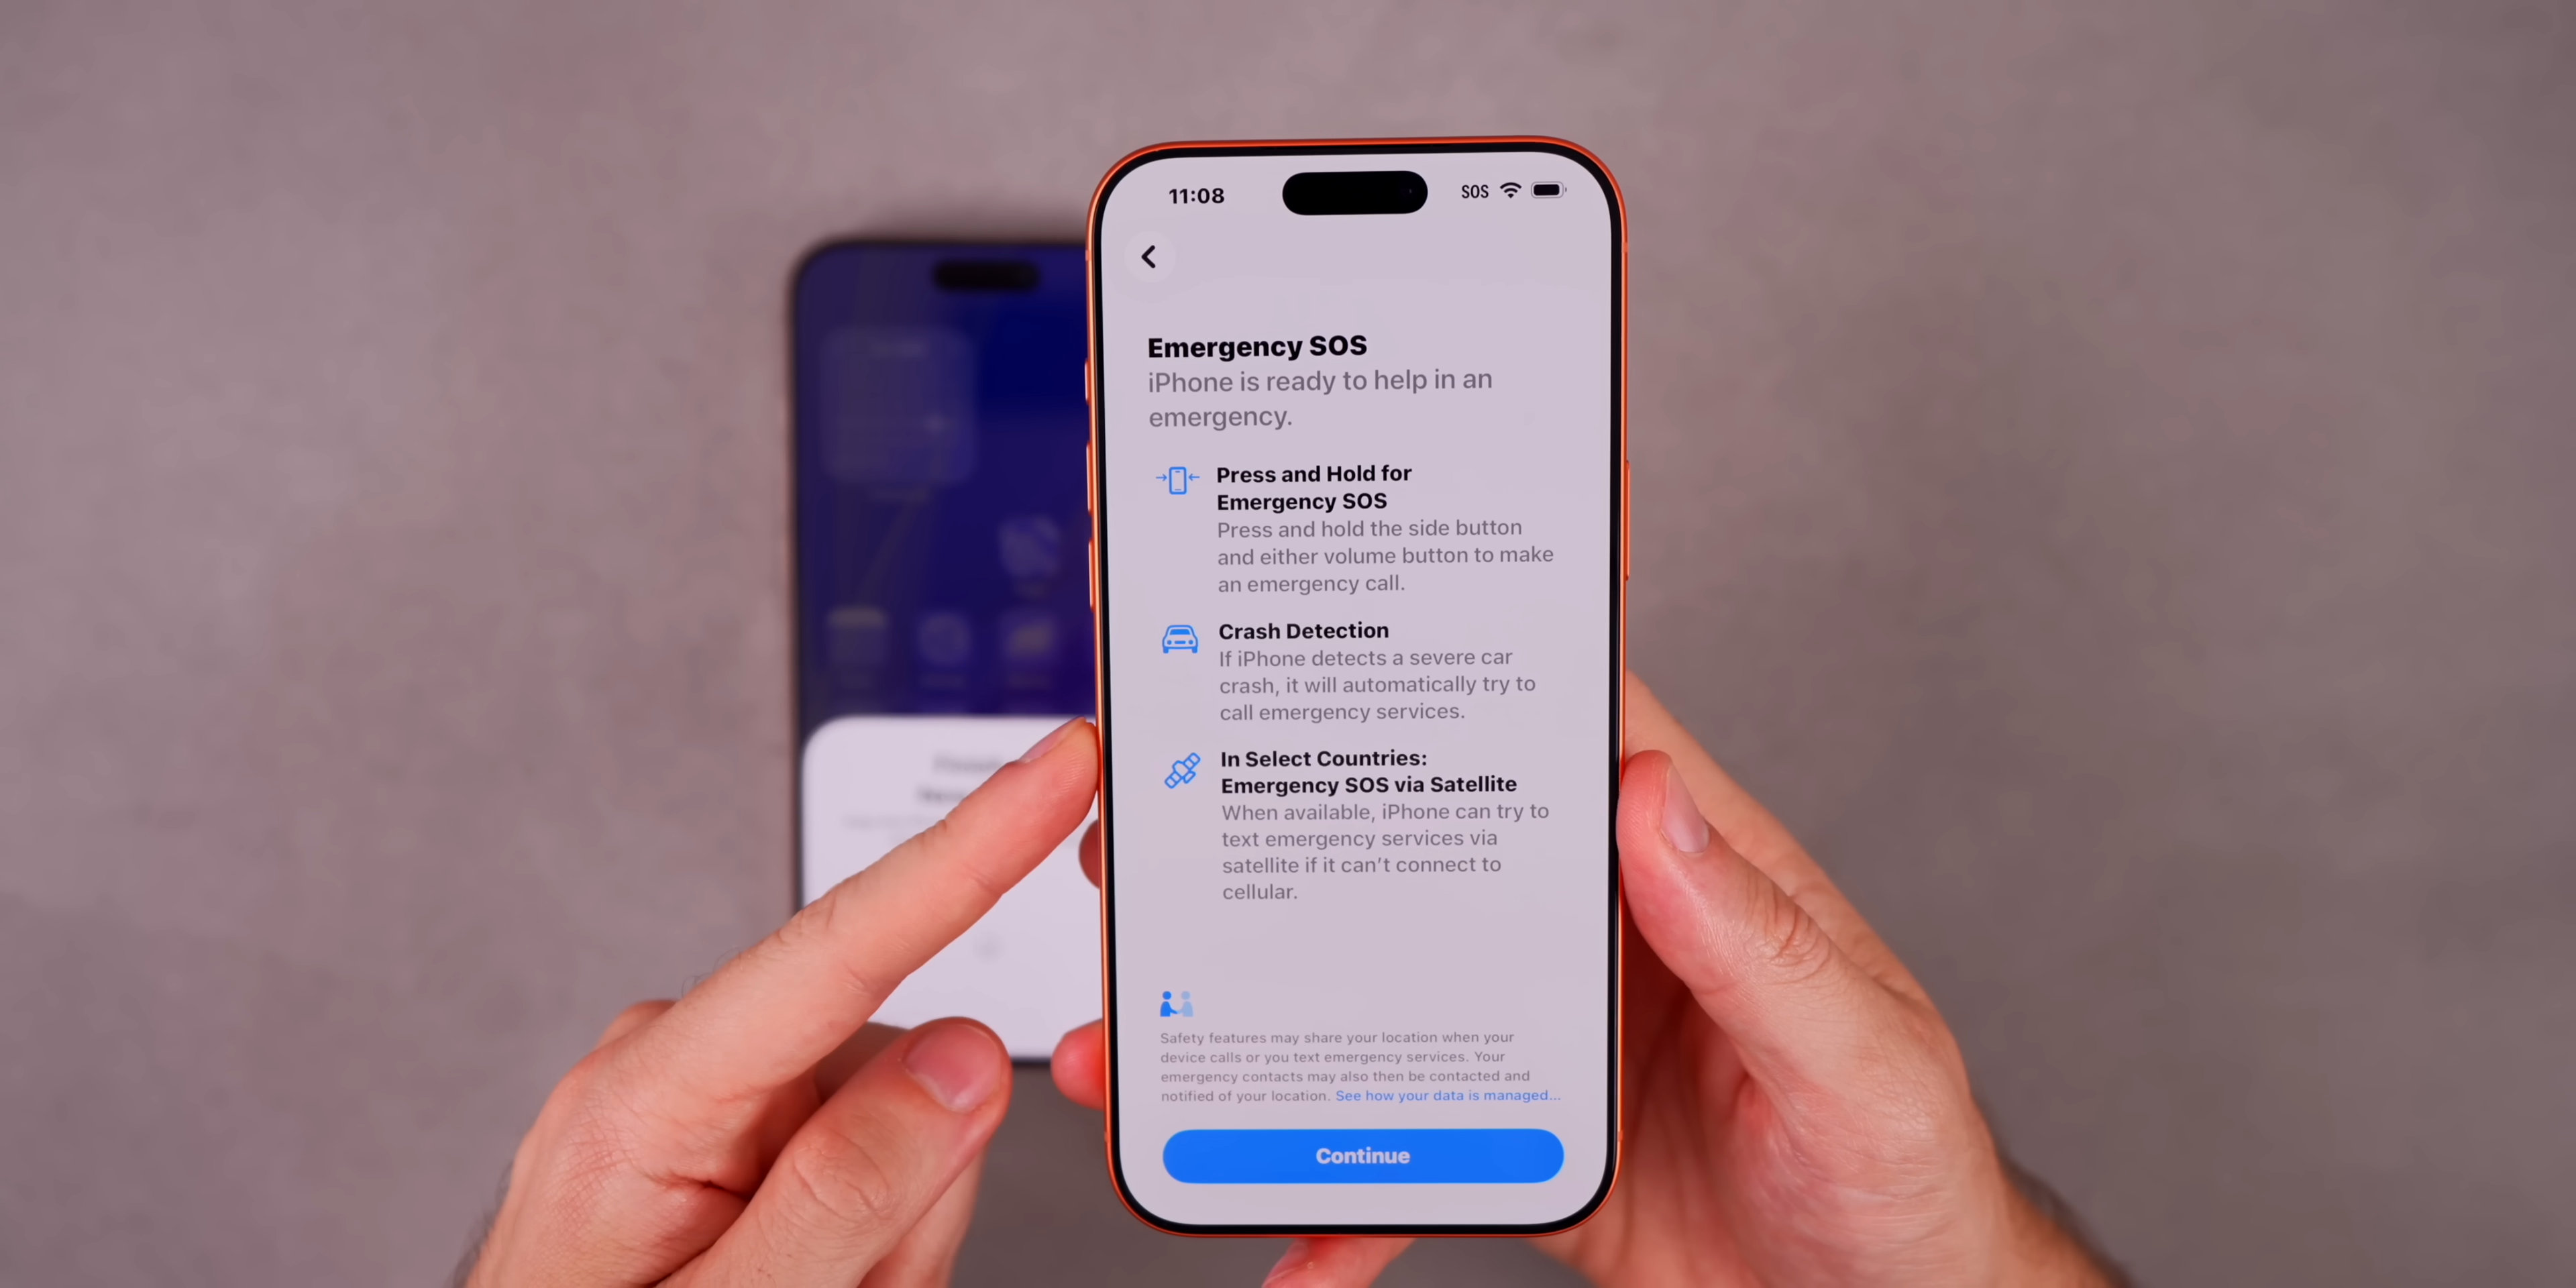 11:08
SOS
Emergency SOS
iPhone is ready to help in an
emergency.
Press and Hold for
Emergency SOS
Press and hold the side button
and either volume button to make
an emergency call.
Crash Detection
If iPhone detects a severe car
crash, it will automatically try to
call emergency services.
In Select Countries:
Emergency SOS via Satellite
When available, iPhone can try to
text emergency services via
satellite if it can’t connect to
cellular.
Safety features may share your location when your
device calls or you text emergency services. Your
emergency contacts may also then be contacted and
notified of your location. See how your data is managed...
Continue